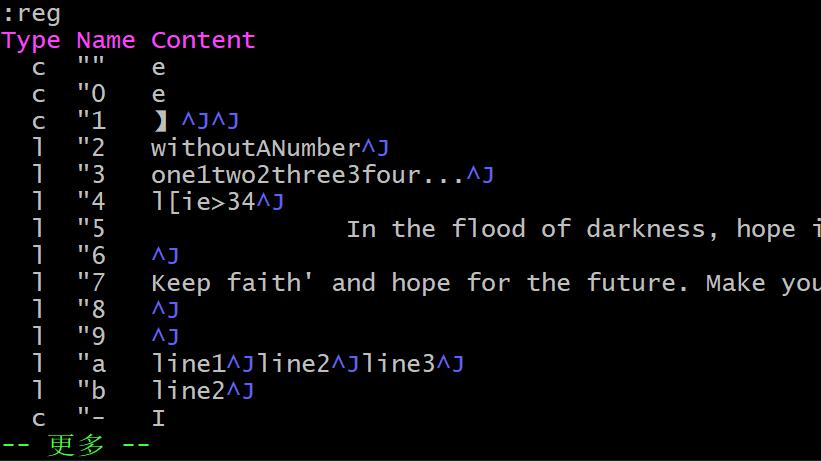 :reg
Type Name Content
  c  ""   e
  c  "0   e
  c  "1   】^J^J
  l  "2   withoutANumber^J
  l  "3   one1two2three3four...^J
  l  "4   l[ie>34^J
  l  "5                In the flood of darkness, hope i
  l  "6   ^J
  l  "7   Keep faith' and hope for the future. Make you
  l  "8   ^J
  l  "9   ^J
  l  "a   line1^Jline2^Jline3^J
  l  "b   line2^J
  c  "-   I
-- 更多 --